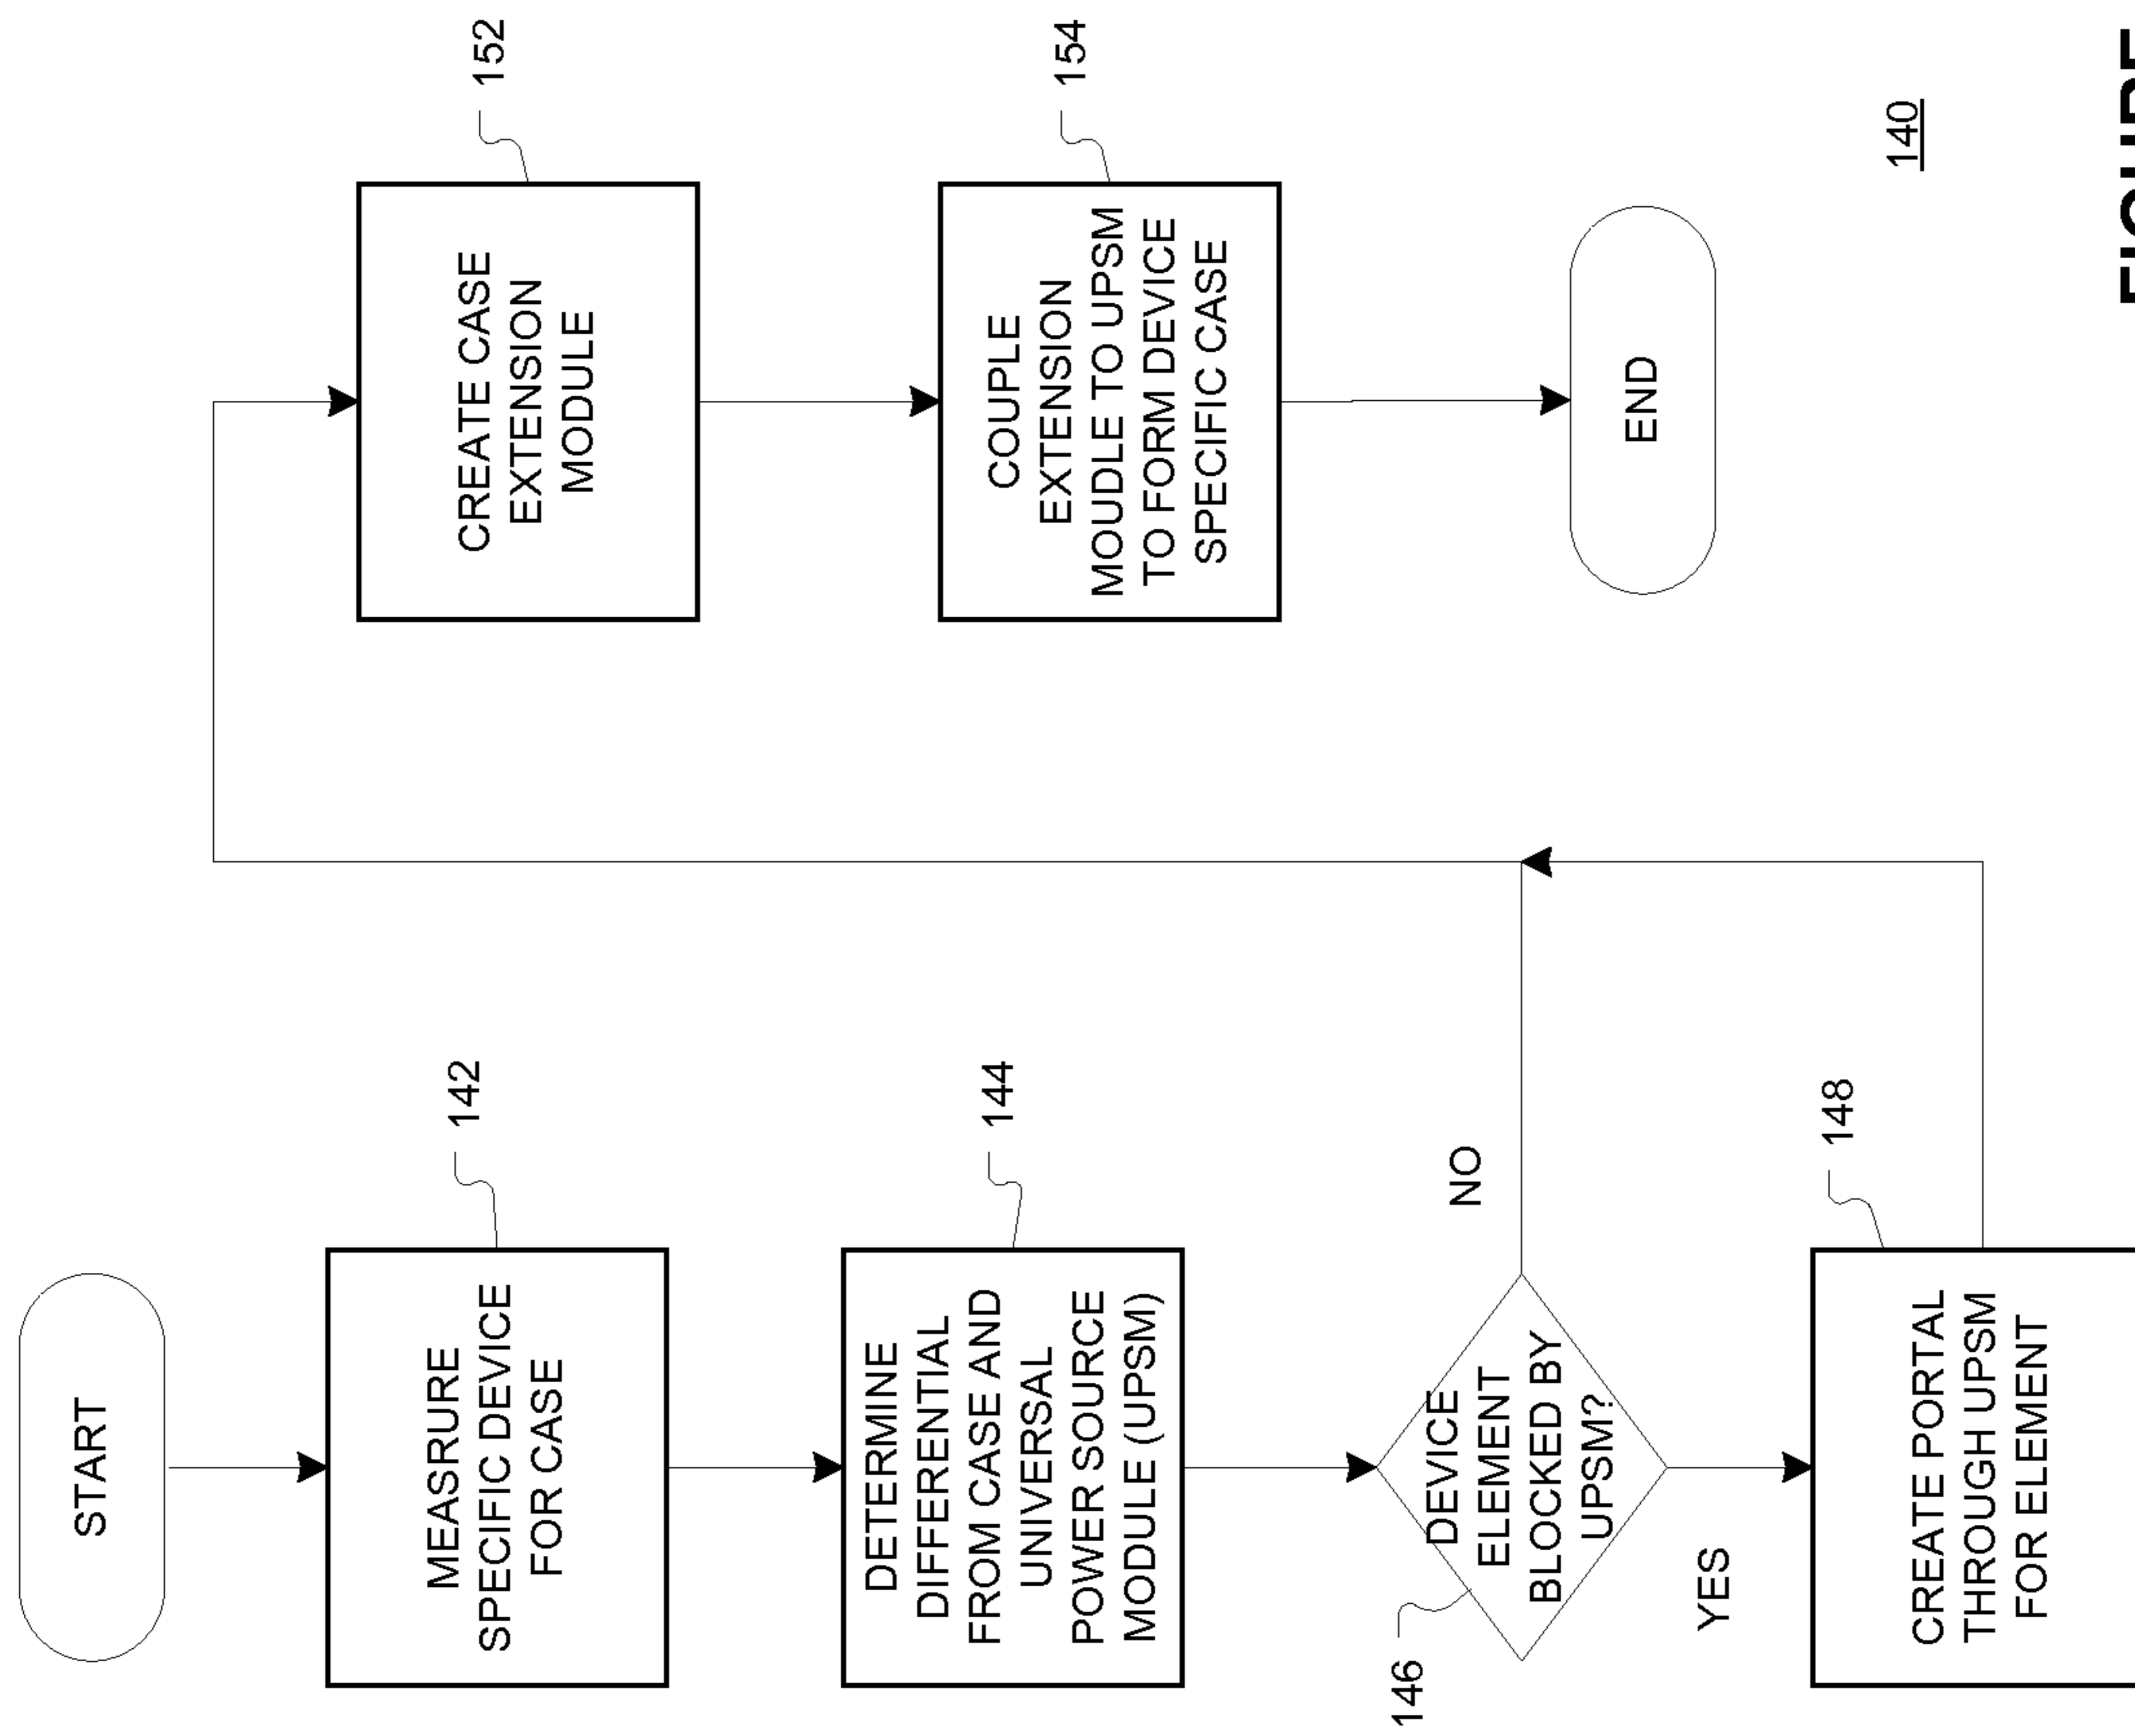 START
MEASRURE
SPECIFIC DEVICE
FOR CASE
142
DETERMINE
DIFFERENTIAL
FROM CASE AND
UNIVERSAL
POWER SOURCE
MODULE (UPSM)
144
DEVICE
ELEMENT
BLOCKED BY
UPSM?
146
NO
YES
CREATE PORTAL
THROUGH UPSM
FOR ELEMENT
148
CREATE CASE
EXTENSION
MODULE
152
COUPLE
EXTENSION
MOUDLE TO UPSM
TO FORM DEVICE
SPECIFIC CASE
154
END
140
FIGURE